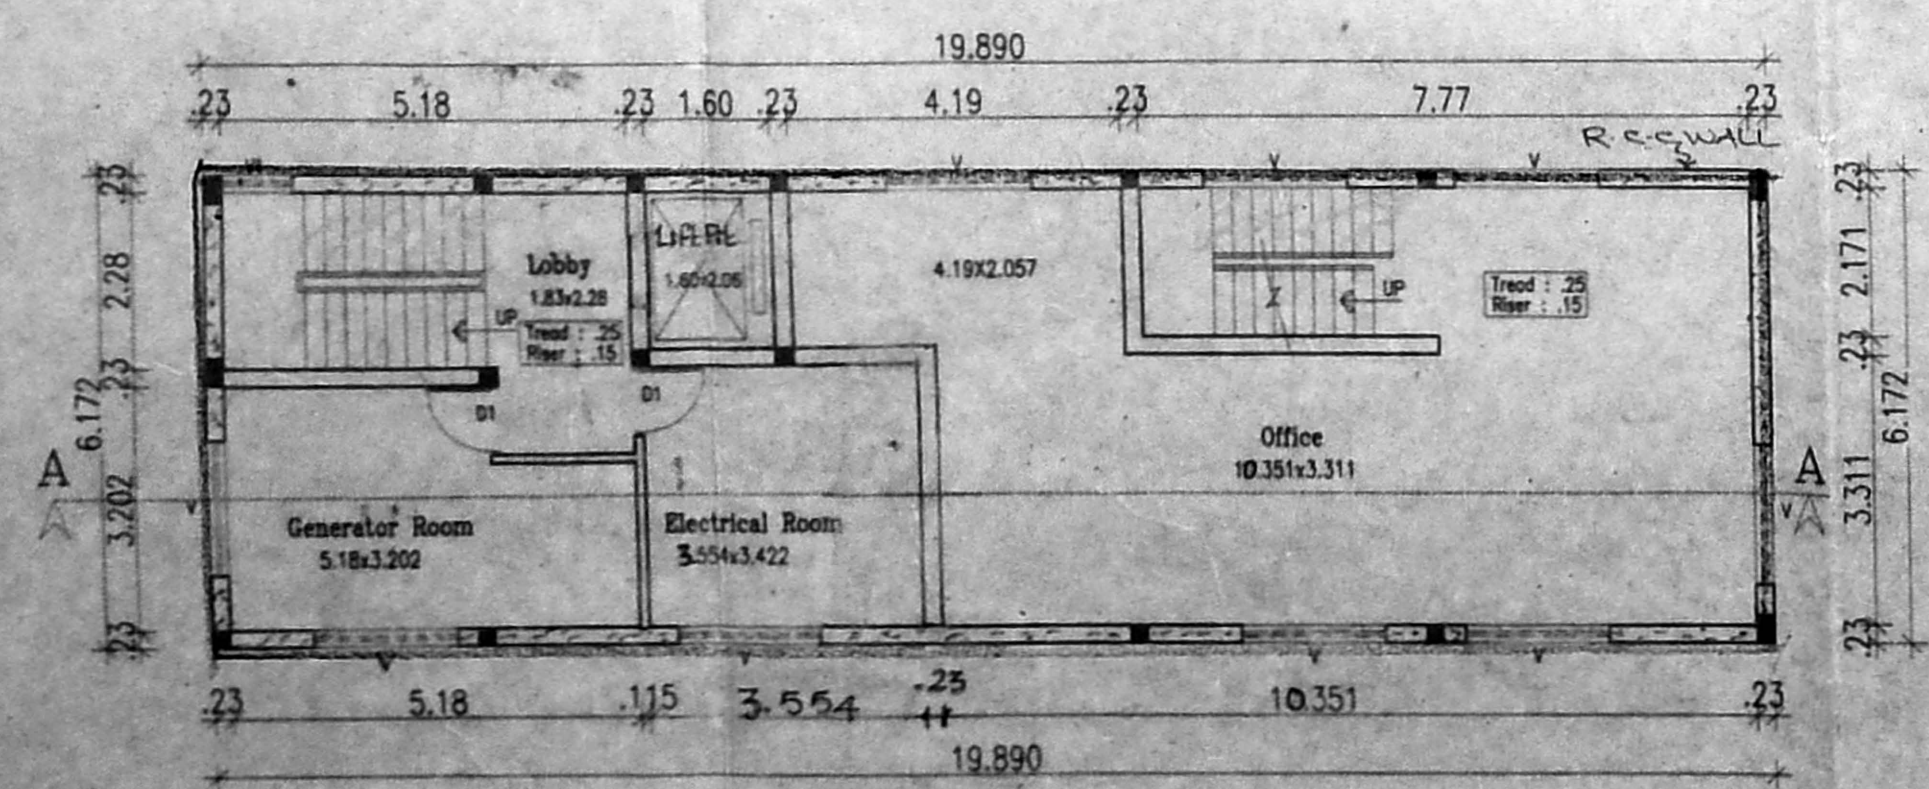 19.890
.23 5.18 .23 1.60 .23 4.19 .23 7.77 .23
R.C.C WALL
.23
2.28
.23
3.202
.23
6.172
Lobby
1.83x2.28
UP
Tread : .25
Riser : .15
Lift Pit
1.60x2.06
4.19X2.057
UP
Tread : .25
Riser : .15
.23
2.171
.23
3.311
.23
6.172
D1
D1
Office
10.351x3.311
A
A
Generator Room
5.18x3.202
Electrical Room
3.554x3.422
.23 5.18 .115 3.554 .23 10.351 .23
19.890